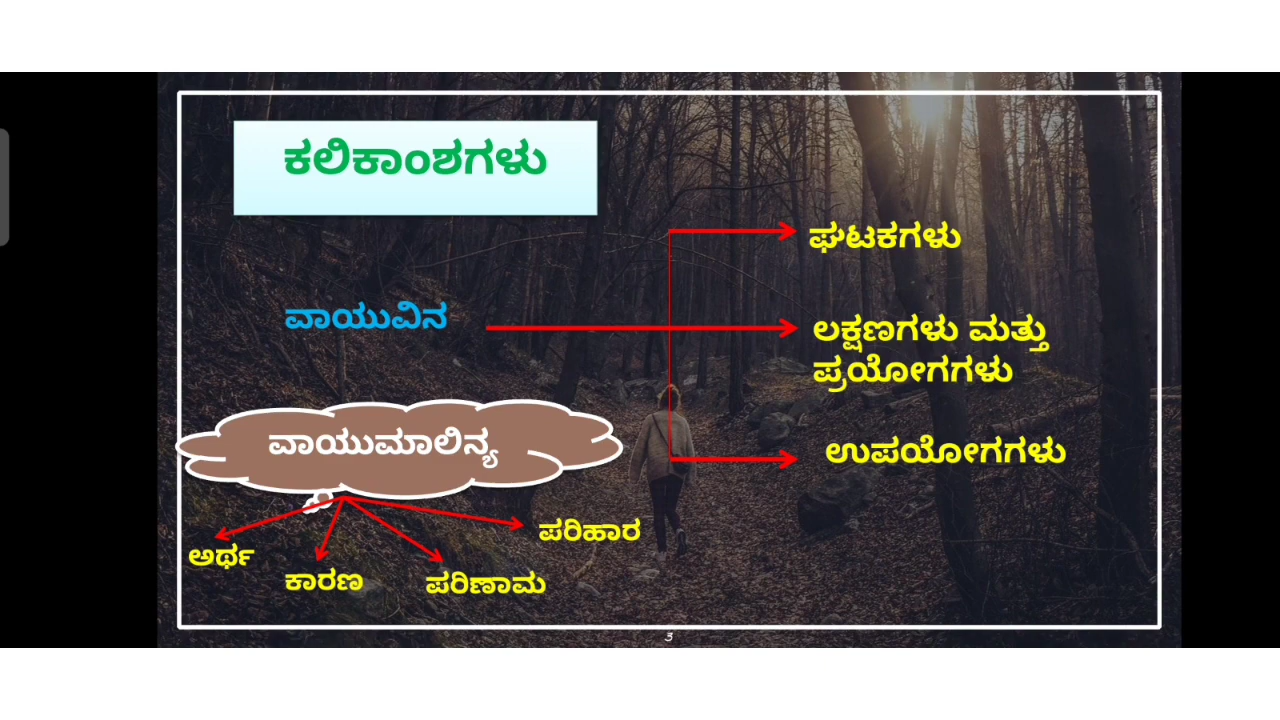 ಕಲಿಕಾಂಶಗಳು
ವಾಯುವಿನ
ಘಟಕಗಳು
ಲಕ್ಷಣಗಳು ಮತ್ತು
ಪ್ರಯೋಗಗಳು
ಉಪಯೋಗಗಳು
ವಾಯುಮಾಲಿನ್ಯ
ಅರ್ಥ
ಕಾರಣ
ಪರಿಣಾಮ
ಪರಿಹಾರ
3